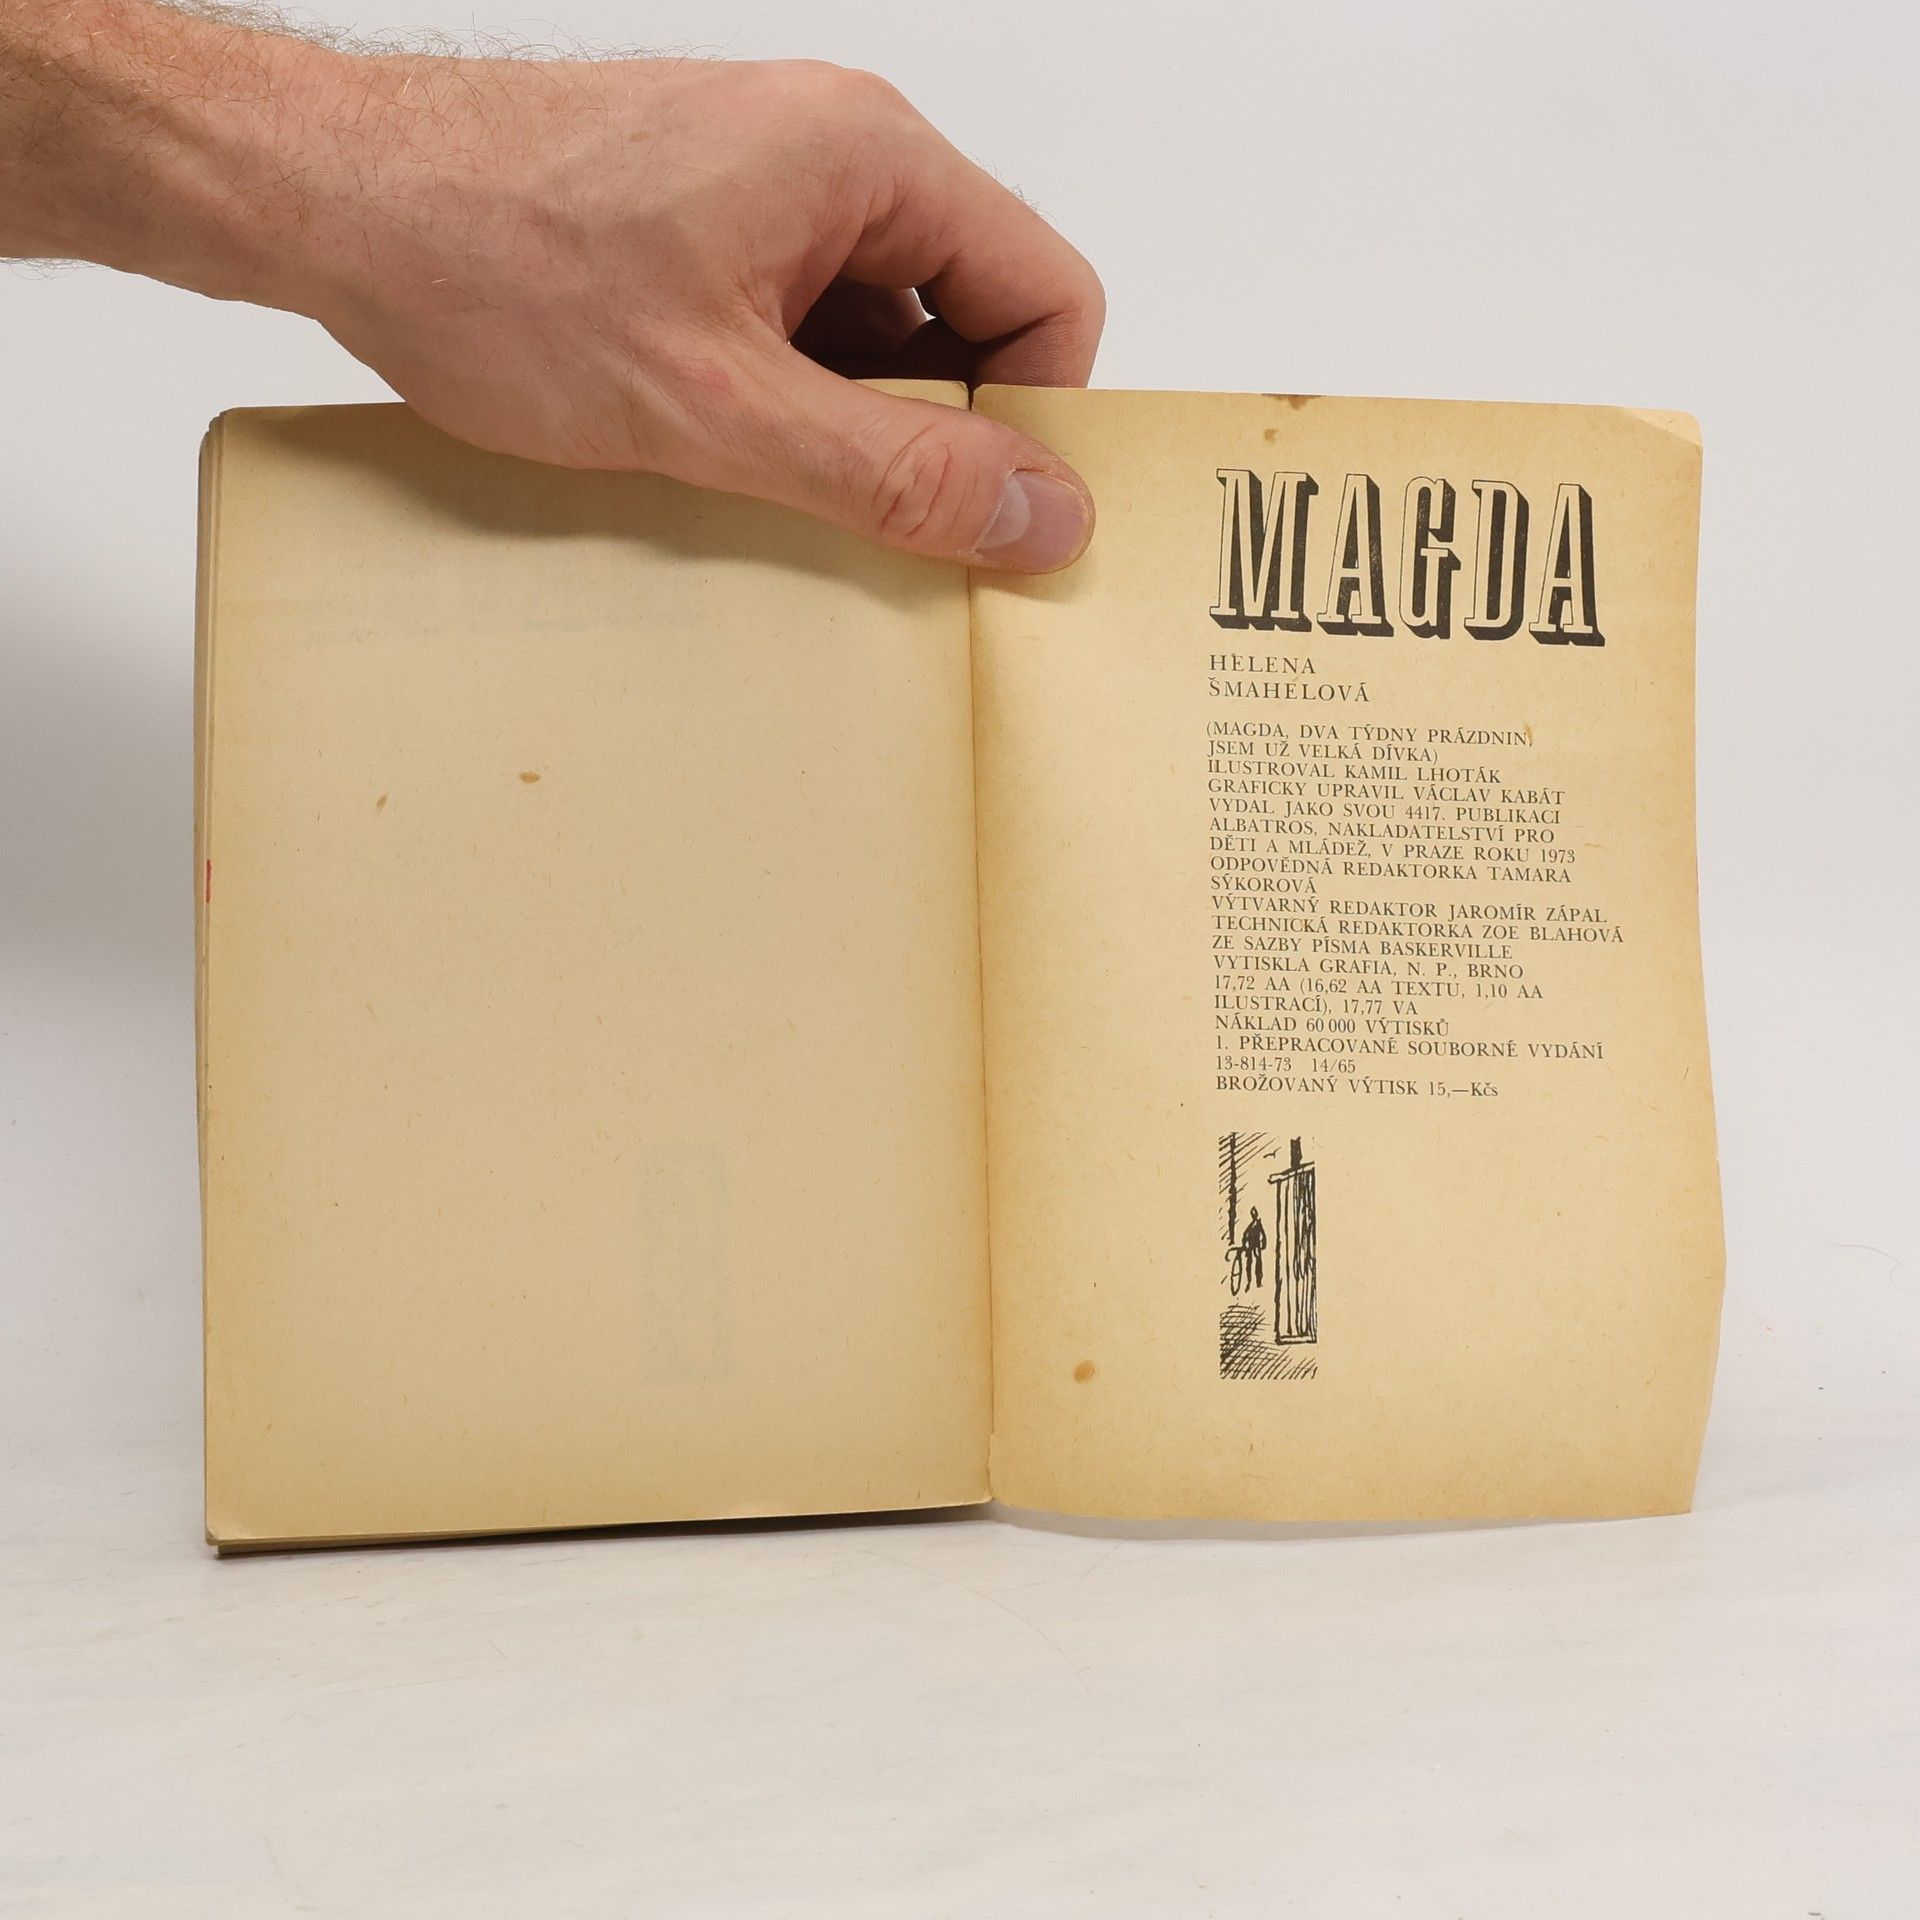 MAGDA
HELENA
ŠMAHELOVÁ
(MAGDA, DVA TÝDNY PRÁZDNIN,
JSEM UŽ VELKÁ DÍVKA)
ILUSTROVAL KAMIL LHOTÁK
GRAFICKY UPRAVIL VÁCLAV KABÁT
VYDAL JAKO SVOU 4417. PUBLIKACI
ALBATROS, NAKLADATELSTVÍ PRO
DĚTI A MLÁDEŽ, V PRAZE ROKU 1973
ODPOVĚDNÁ REDAKTORKA TAMARA
SÝKOROVÁ
VÝTVARNÝ REDAKTOR JAROMÍR ZÁPAL
TECHNICKÁ REDAKTORKA ZOE BLAHOVÁ
ZE SAZBY PÍSMA BASKERVILLE
VYTISKLA GRAFIA, N. P., BRNO
17,72 AA (16,62 AA TEXTU, 1,10 AA
ILUSTRACÍ), 17,77 VA
NÁKLAD 60 000 VÝTISKŮ
1. PŘEPRACOVANÉ SOUBORNÉ VYDÁNÍ
13-814-73 14/65
BROŽOVANÝ VÝTISK 15,—Kčs